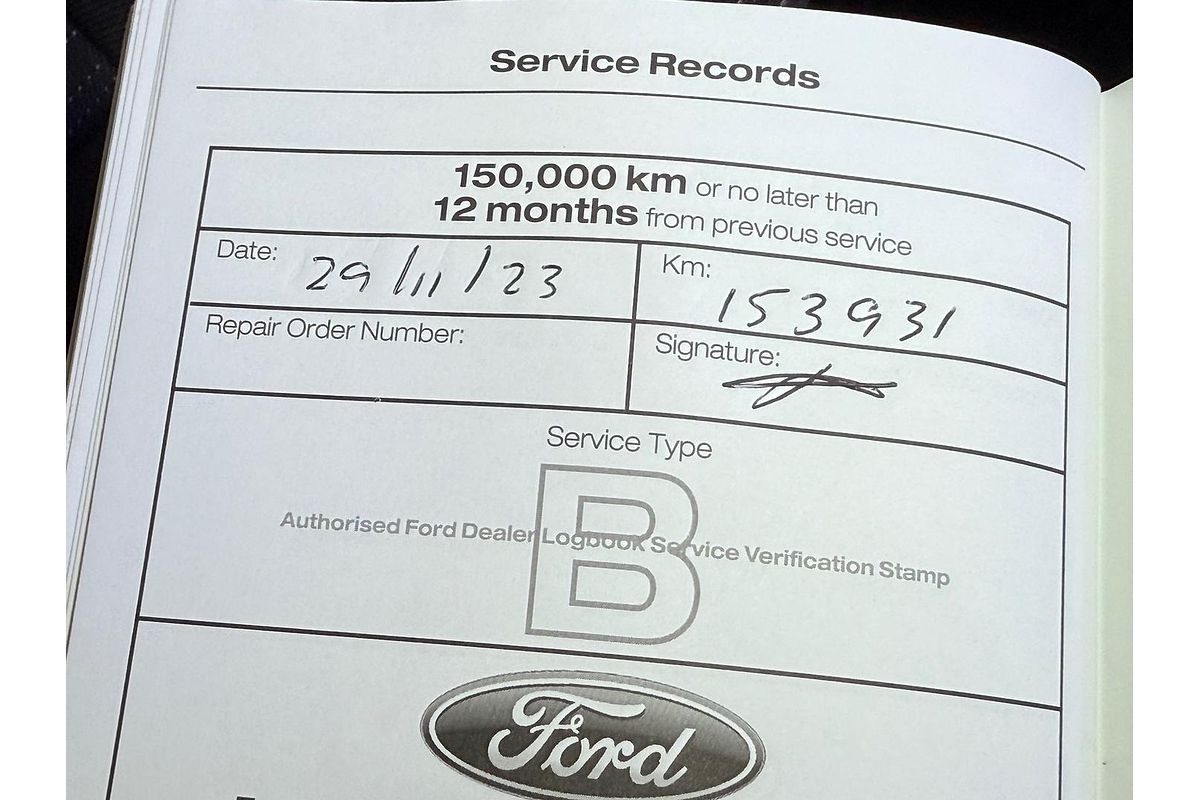 Service Records
150,000 km or no later than
12 months from previous service
Date: 29/11/23
Km: 153931
Repair Order Number:
Signature:
Service Type
B
Authorised Ford Dealer Logbook Service Verification Stamp
Ford